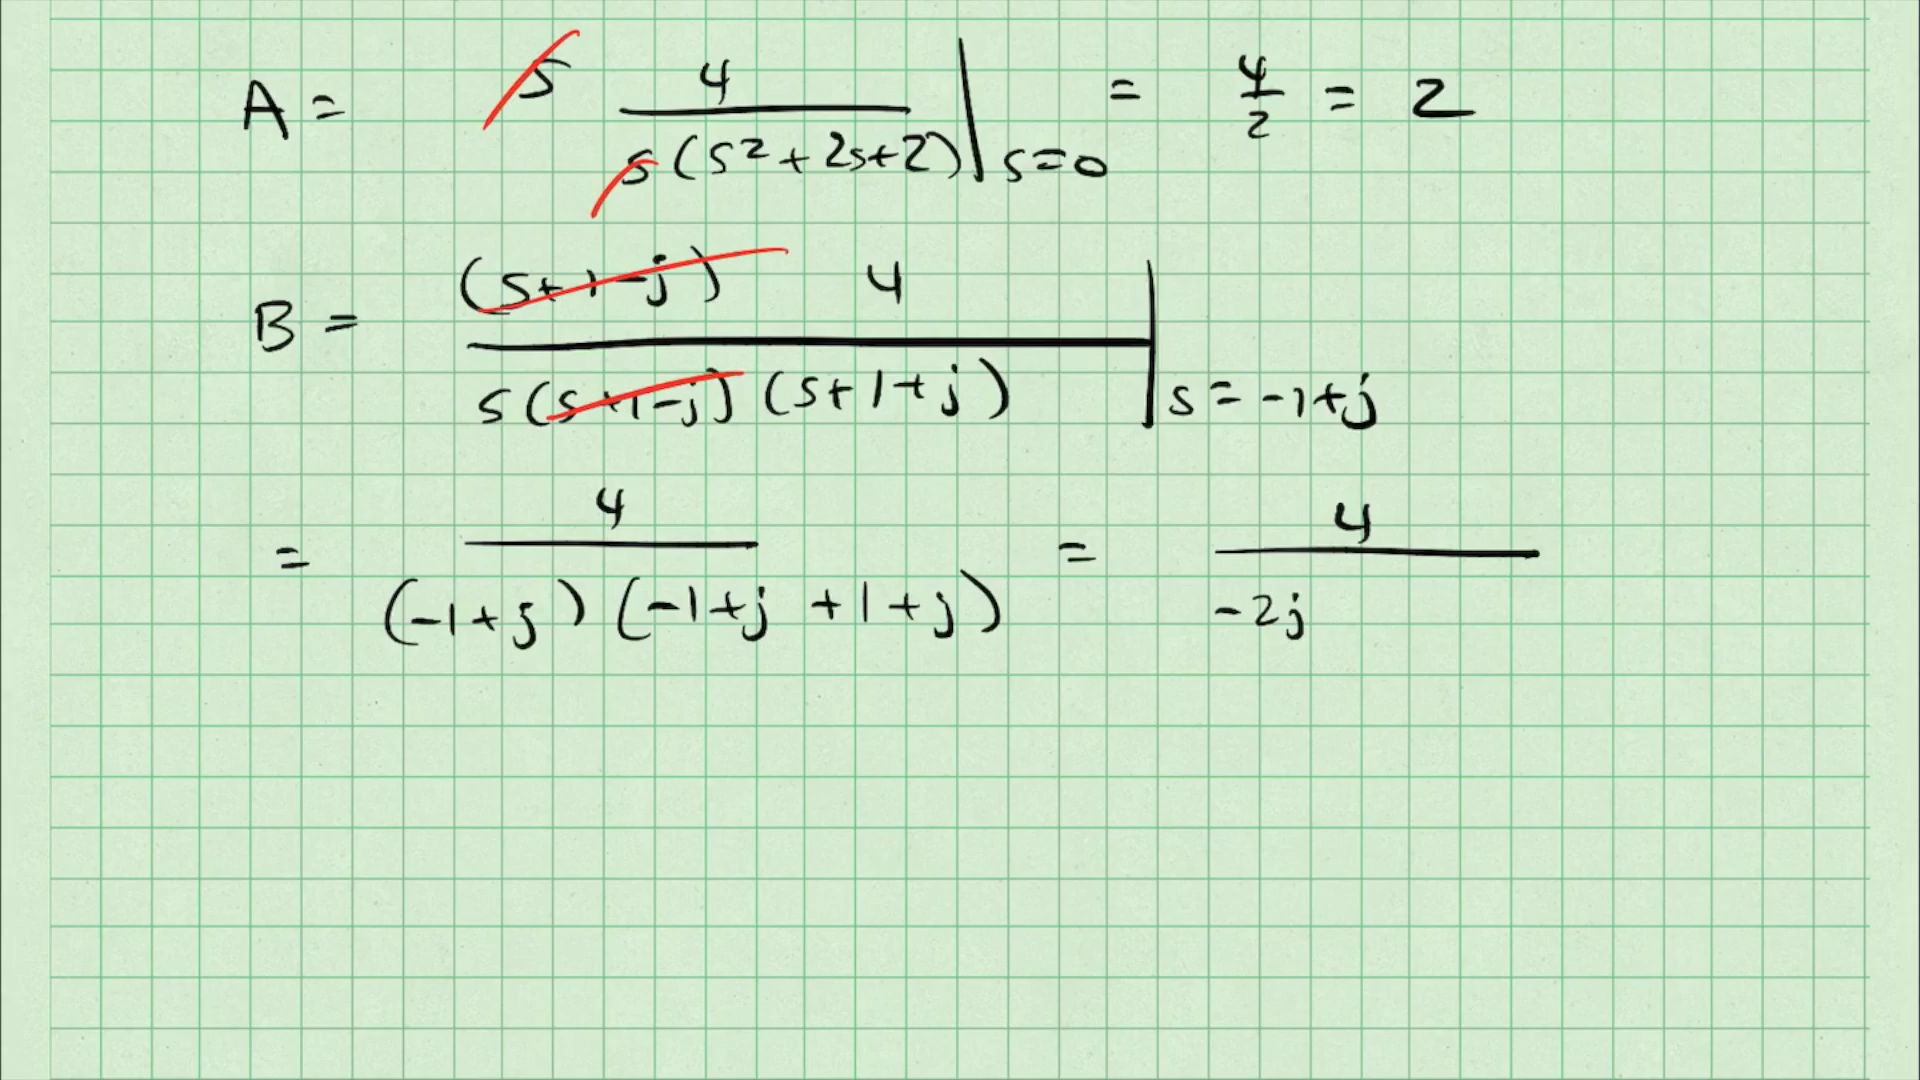 A = s 4 / s(s² + 2s + 2) | s=0 = 4/2 = 2
B = (s+1-j) 4 / s(s+1-j)(s+1+j) | s = -1+j
= 4 / (-1+j)(-1+j +1+j) = 4 / -2j